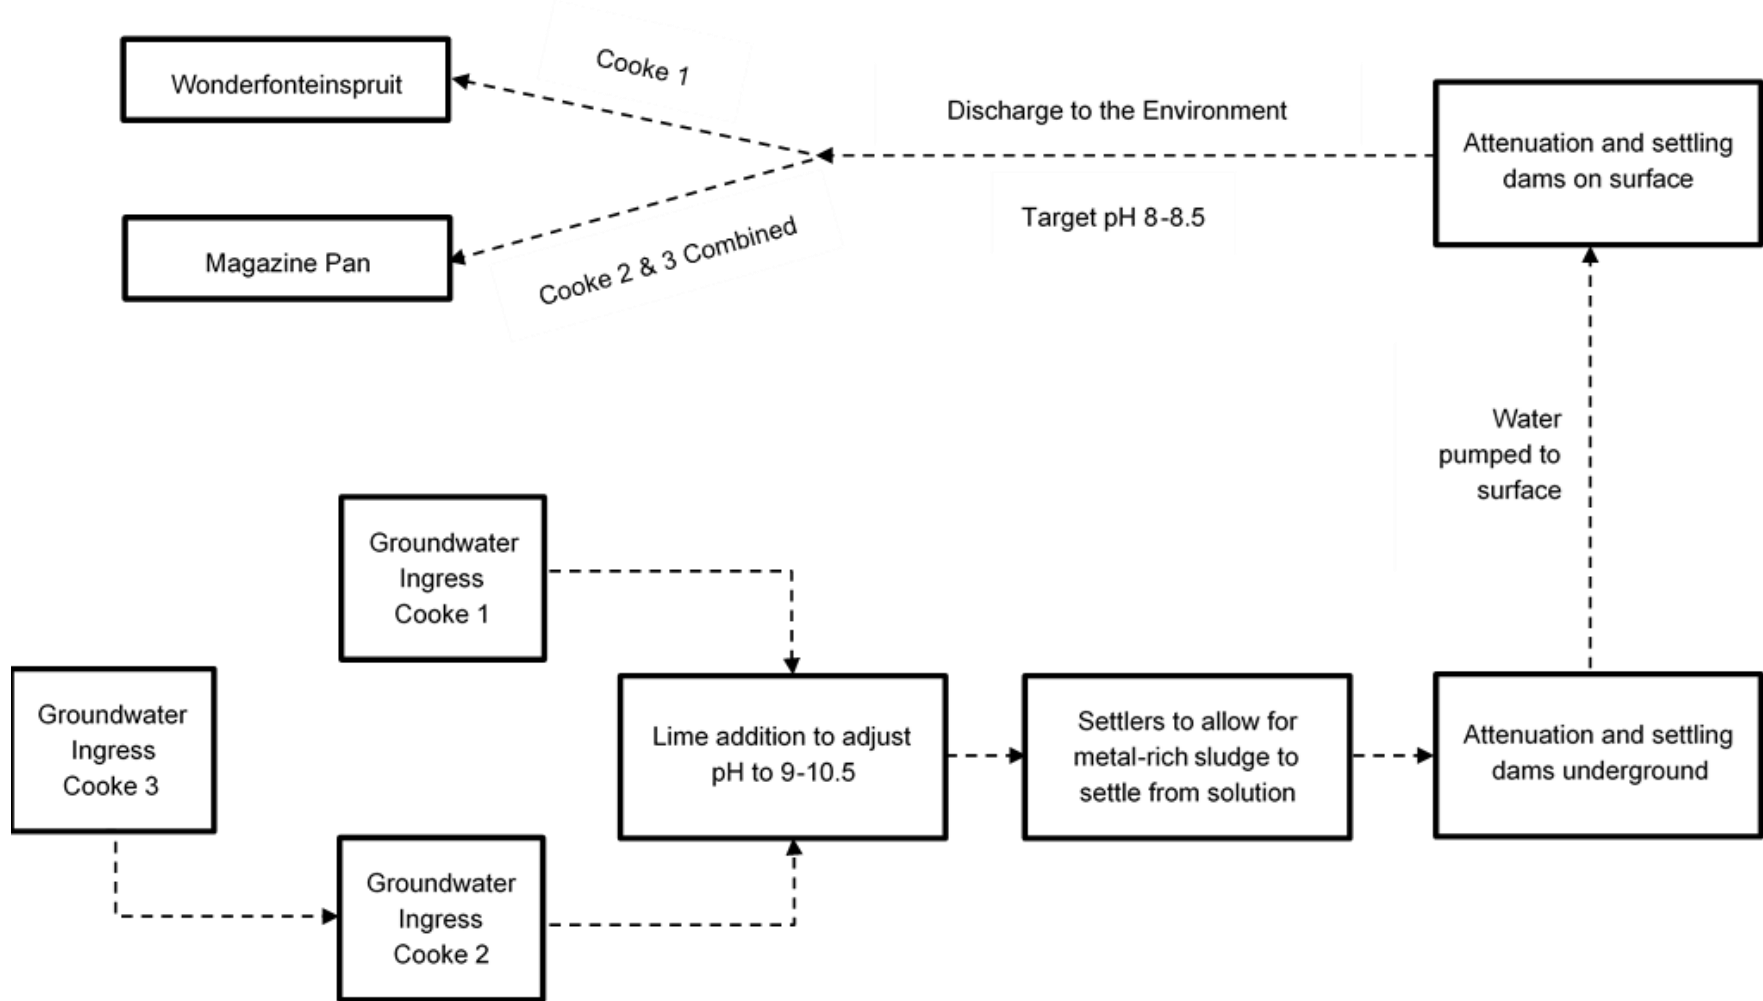 Wonderfonteinspruit
Cooke 1
Discharge to the Environment
Attenuation and settling
dams on surface
Target pH 8-8.5
Magazine Pan
Cooke 2 & 3 Combined
Water
pumped to
surface
Groundwater
Ingress
Cooke 1
Groundwater
Ingress
Cooke 3
Lime addition to adjust
pH to 9-10.5
Settlers to allow for
metal-rich sludge to
settle from solution
Attenuation and settling
dams underground
Groundwater
Ingress
Cooke 2